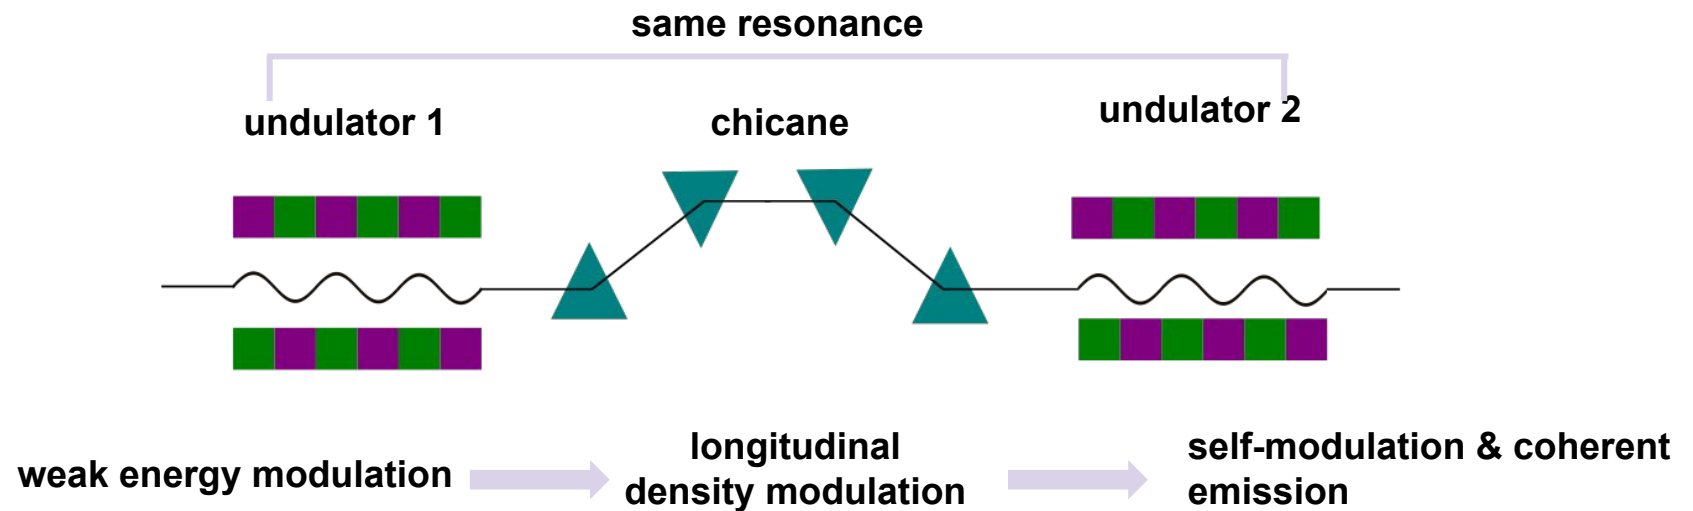 same resonance
undulator 1
chicane
undulator 2
weak energy modulation
longitudinal
density modulation
self-modulation & coherent
emission